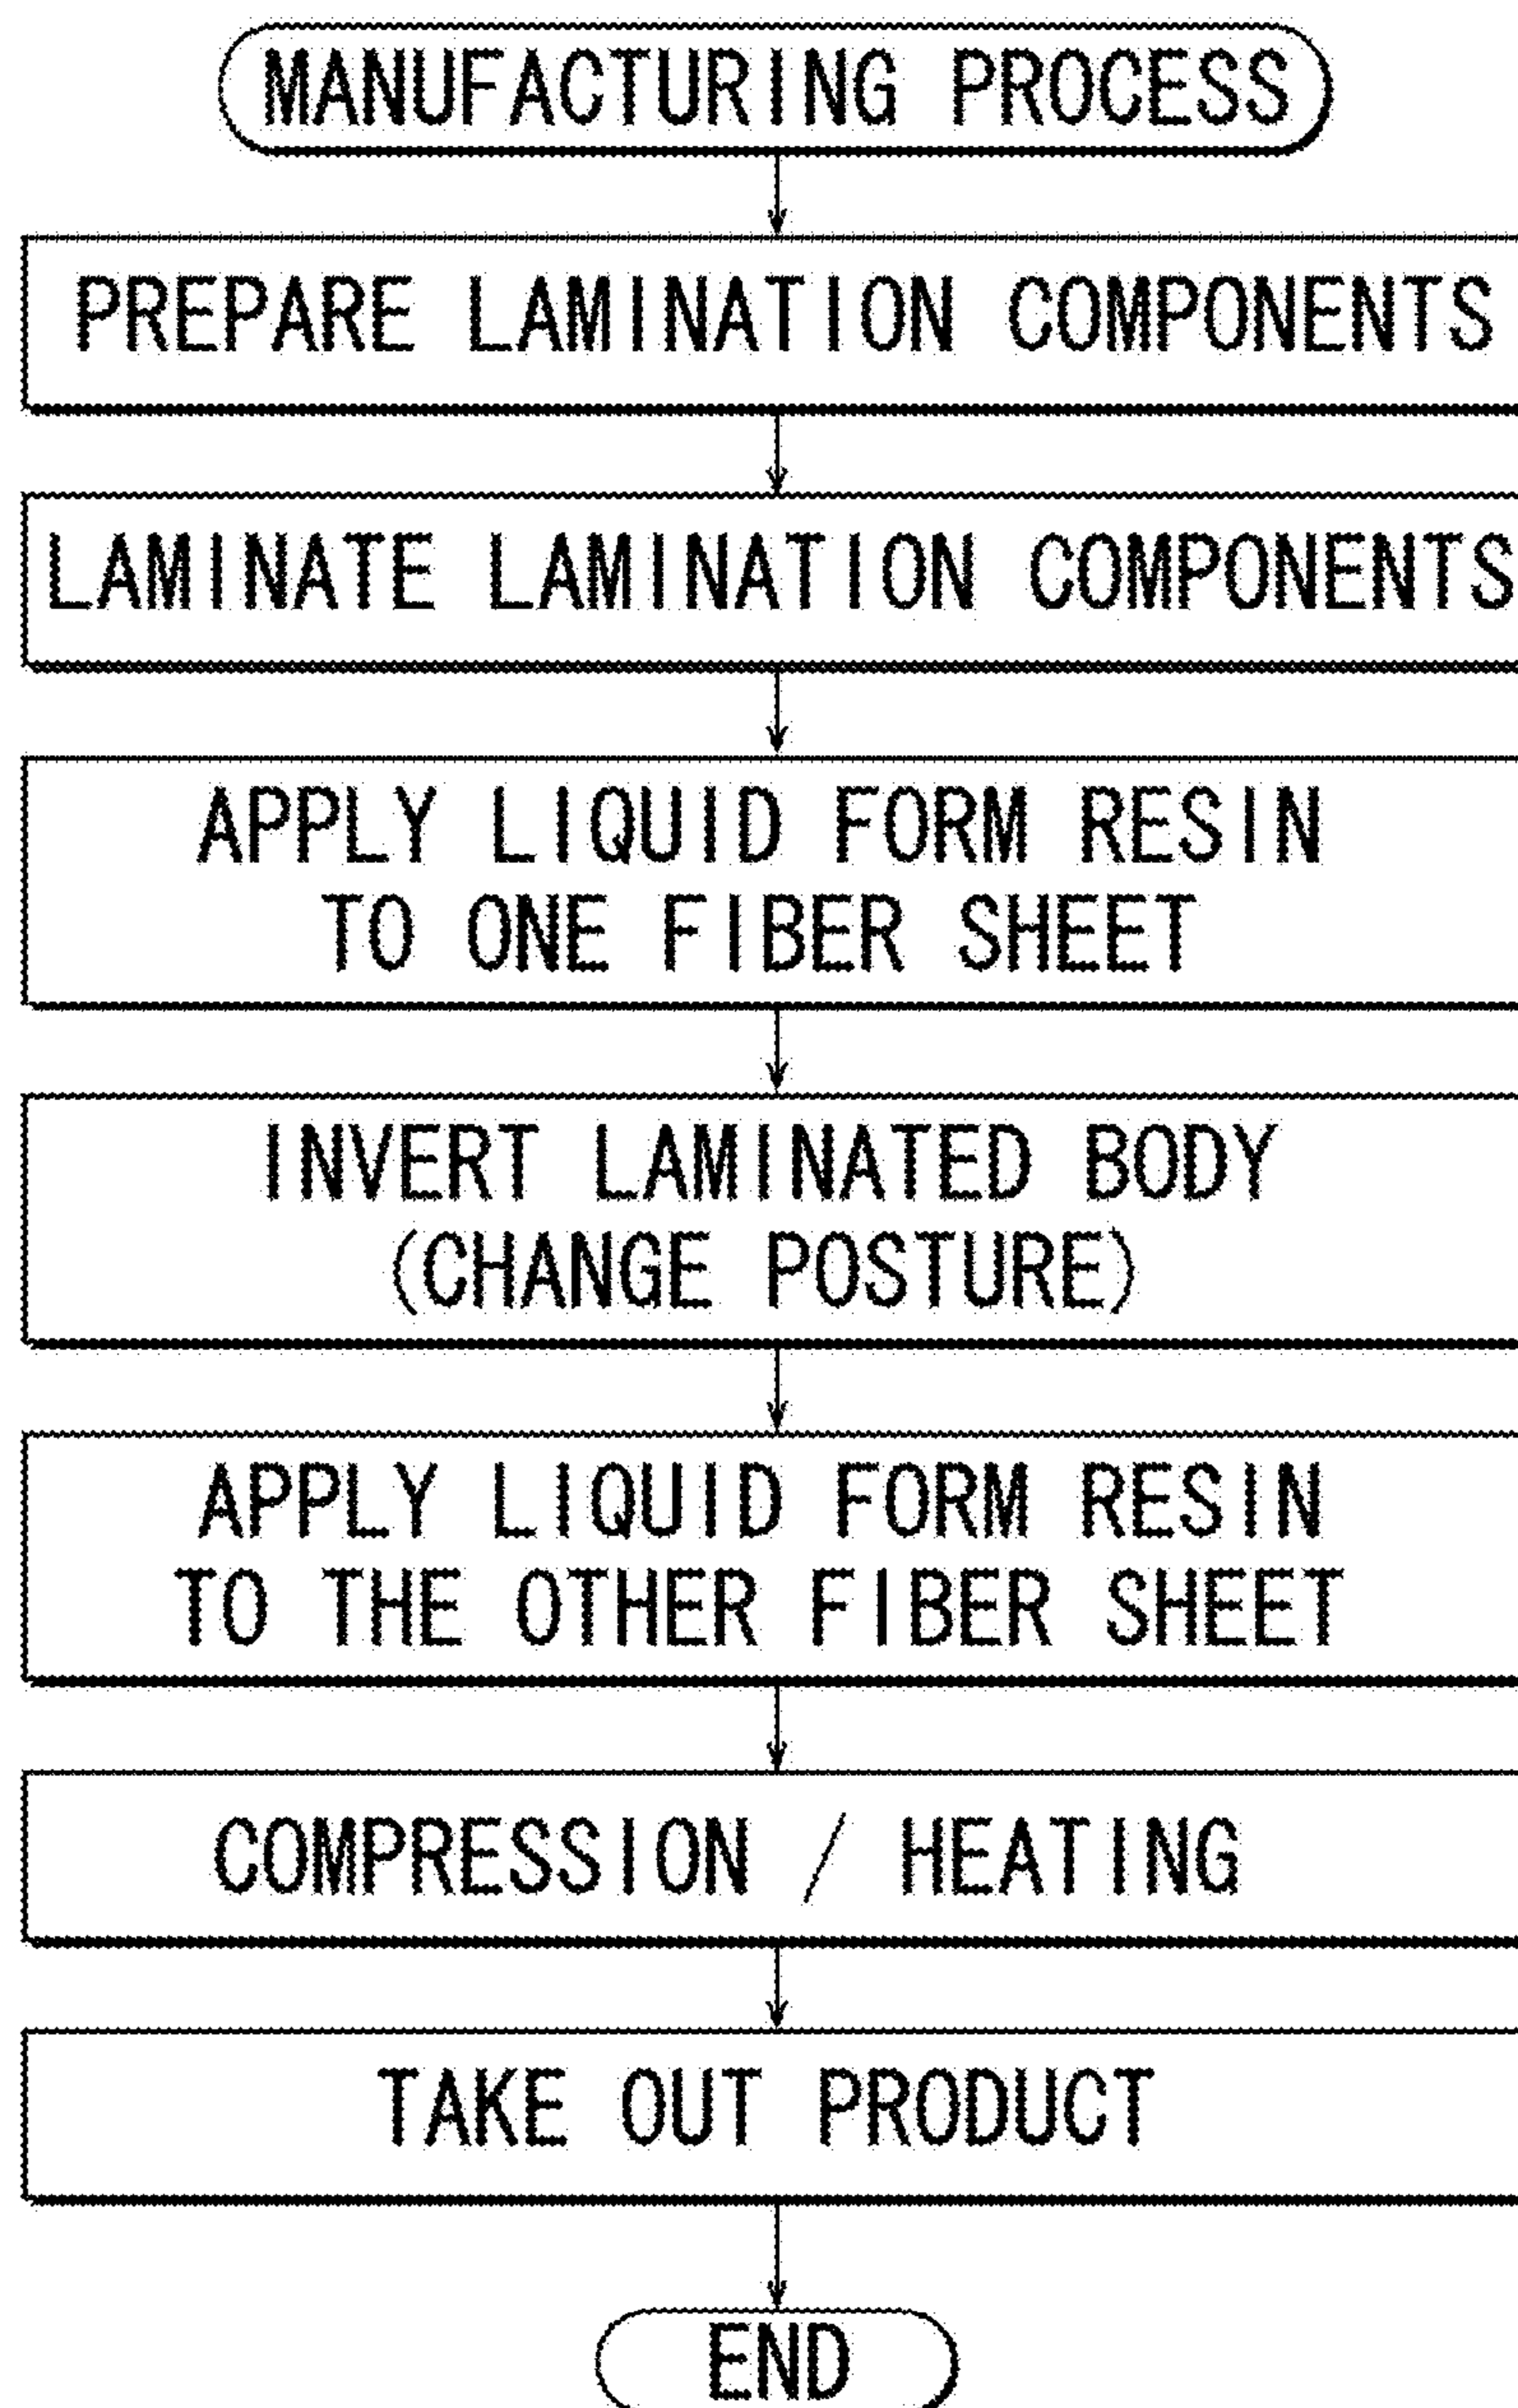 MANUFACTURING PROCESS
PREPARE LAMINATION COMPONENTS
LAMINATE LAMINATION COMPONENTS
APPLY LIQUID FORM RESIN
TO ONE FIBER SHEET
INVERT LAMINATED BODY
(CHANGE POSTURE)
APPLY LIQUID FORM RESIN
TO THE OTHER FIBER SHEET
COMPRESSION / HEATING
TAKE OUT PRODUCT
END